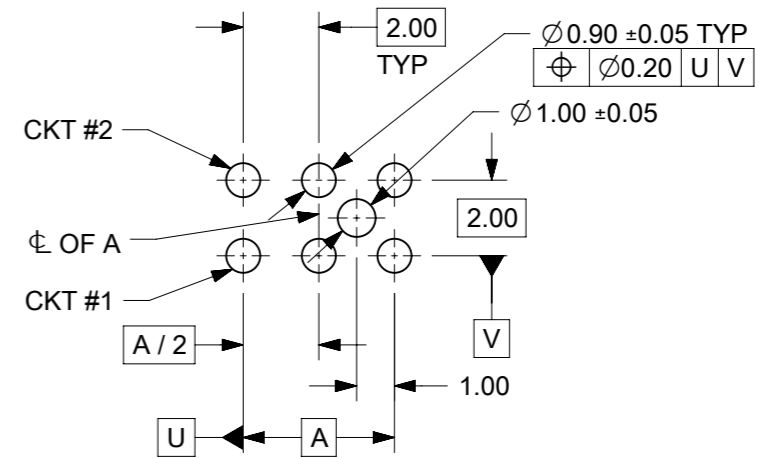 2.00
TYP
∅0.90 ±0.05 TYP
⌖ ∅0.20 U V
∅1.00 ±0.05
CKT #2
℄ OF A
2.00
CKT #1
A / 2
V
1.00
U
A